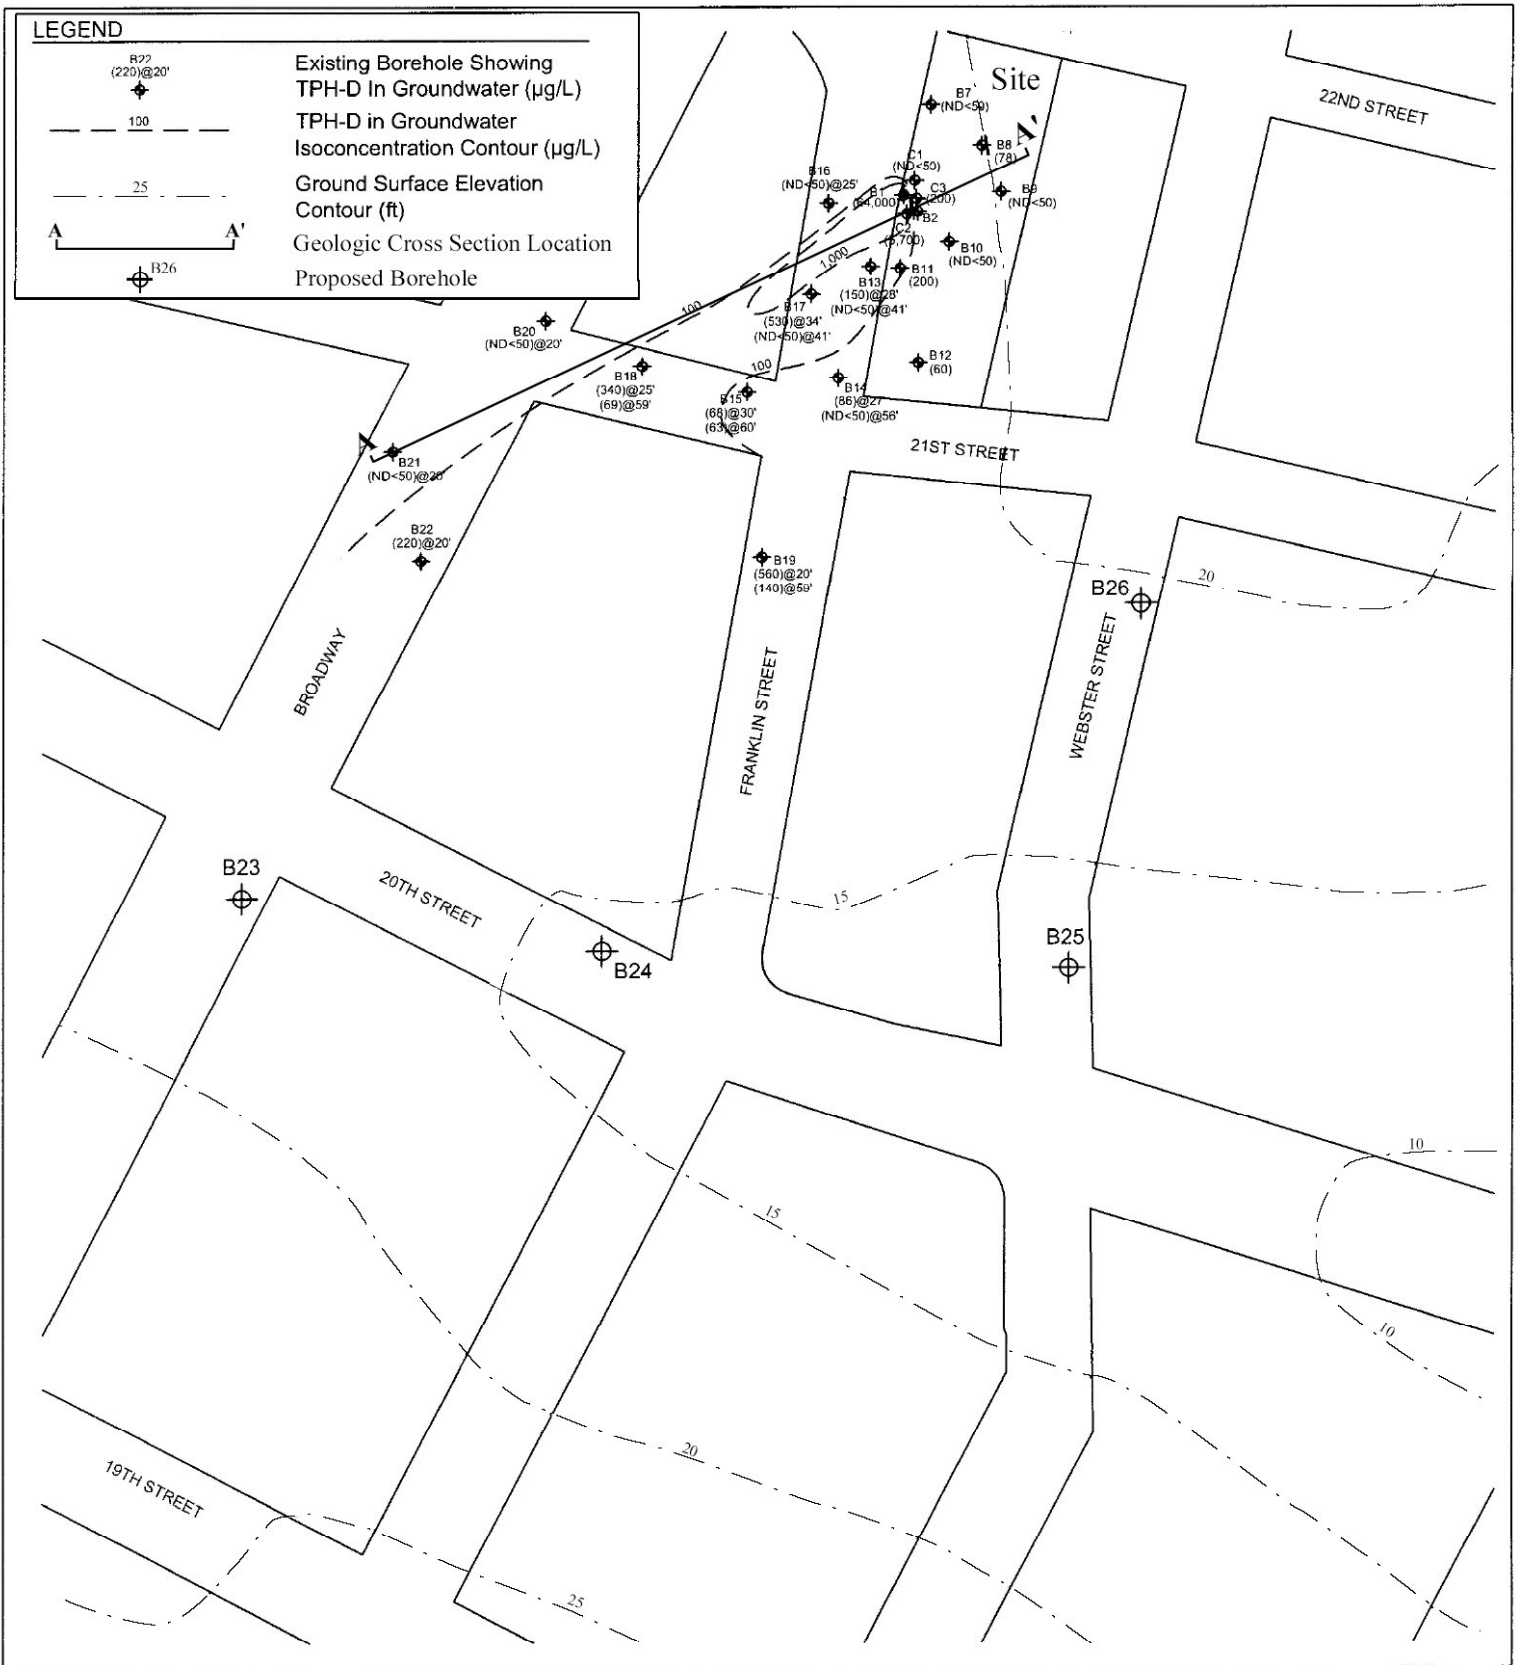 LEGEND
B22
(220)@20'
Existing Borehole Showing
TPH-D In Groundwater (µg/L)
100
TPH-D in Groundwater
Isoconcentration Contour (µg/L)
25
Ground Surface Elevation
Contour (ft)
A A'
Geologic Cross Section Location
B26
Proposed Borehole
Site
22ND STREET
B7
(ND<50)
A'
B8
(78)
C1
(ND<50)
B16
(ND<50)@25'
B1
(64,000)
C3
(200)
B9
(ND<50)
B2
C2
(5,700)
B10
(ND<50)
1,000
B11
(200)
B13
(150)@28'
(ND<50)@41'
B17
(530)@34'
(ND<50)@41'
100
B20
(ND<50)@20'
B12
(60)
100
B18
(340)@25'
(69)@59'
B14
(86)@27'
(ND<50)@56'
B15
(68)@30'
(63)@60'
A
B21
(ND<50)@20'
21ST STREET
B22
(220)@20'
B19
(560)@20'
(140)@59'
20
B26
BROADWAY
FRANKLIN STREET
WEBSTER STREET
B23
20TH STREET
15
B24
B25
10
15
10
20
19TH STREET
25